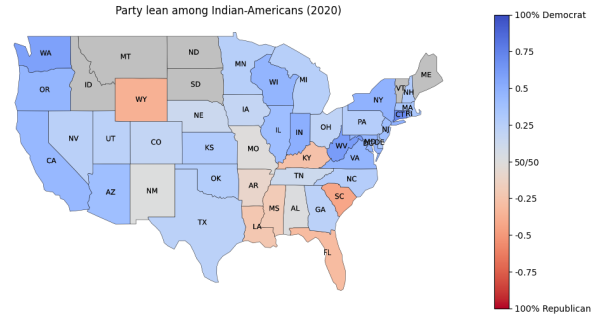 Party lean among Indian-Americans (2020)
WA
MT
ND
ME
OR
ID
SD
MN
WI
MI
VT
NH
WY
NY
MA
CT RI
NE
IA
PA
NJ
NV
UT
CO
IL
IN
OH
MD DE
CA
KS
MO
WV
VA
KY
AZ
NM
OK
AR
TN
NC
TX
LA
MS
AL
GA
SC
FL
100% Democrat
0.75
0.5
0.25
50/50
-0.25
-0.5
-0.75
100% Republican